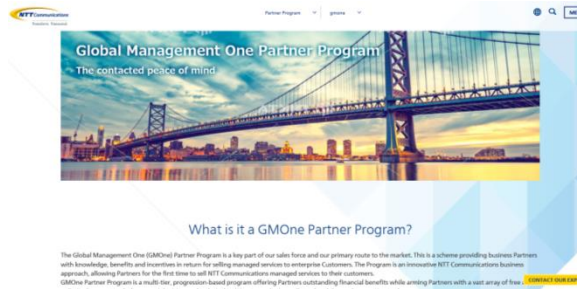 NTT Communications
Transform. Transcend.
Partner Program
gmone
ME
Global Management One Partner Program
The contacted peace of mind
What is it a GMOne Partner Program?
The Global Management One (GMOne) Partner Program is a key part of our sales force and our primary route to the market. This is a scheme providing business Partners
with knowledge, benefits and incentives in return for selling managed services to enterprise Customers. The Program is an innovative NTT Communications business
approach, allowing Partners for the first time to sell NTT Communications managed services to their customers.
GMOne Partner Program is a multi-tier, progression-based program offering Partners outstanding financial benefits while arming Partners with a vast array of free
CONTACT OUR EXP